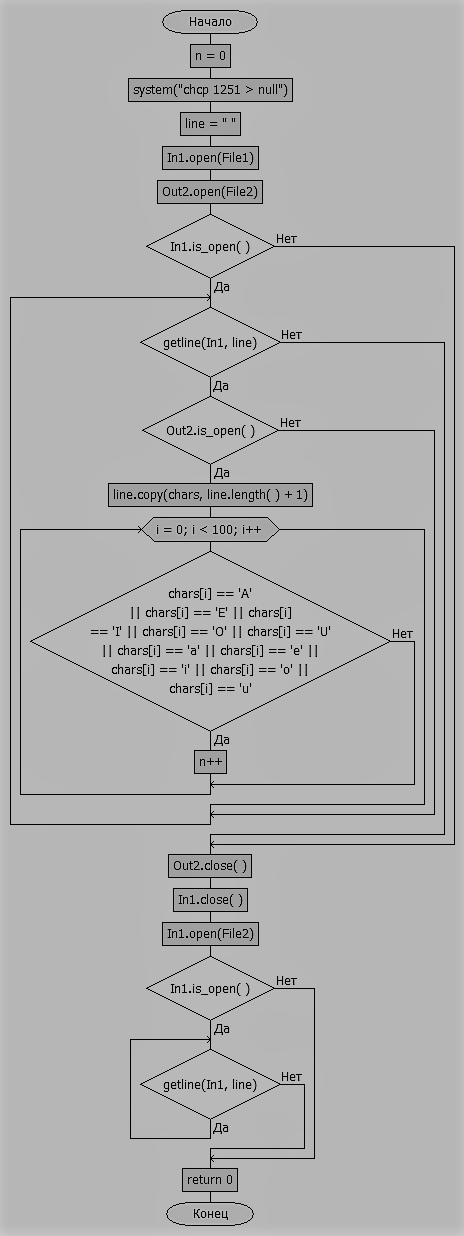 Начало
n = 0
system("chcp 1251 > null")
line = " "
In1.open(File1)
Out2.open(File2)
In1.is_open( )
Нет
Да
getline(In1, line)
Нет
Да
Out2.is_open( )
Нет
Да
line.copy(chars, line.length( ) + 1)
i = 0; i < 100; i++
chars[i] == 'A'
|| chars[i] == 'E' || chars[i]
== 'I' || chars[i] == 'O' || chars[i] == 'U'
|| chars[i] == 'a' || chars[i] == 'e' ||
chars[i] == 'i' || chars[i] == 'o' ||
chars[i] == 'u'
Нет
Да
n++
Out2.close( )
In1.close( )
In1.open(File2)
In1.is_open( )
Нет
Да
getline(In1, line)
Нет
Да
return 0
Конец